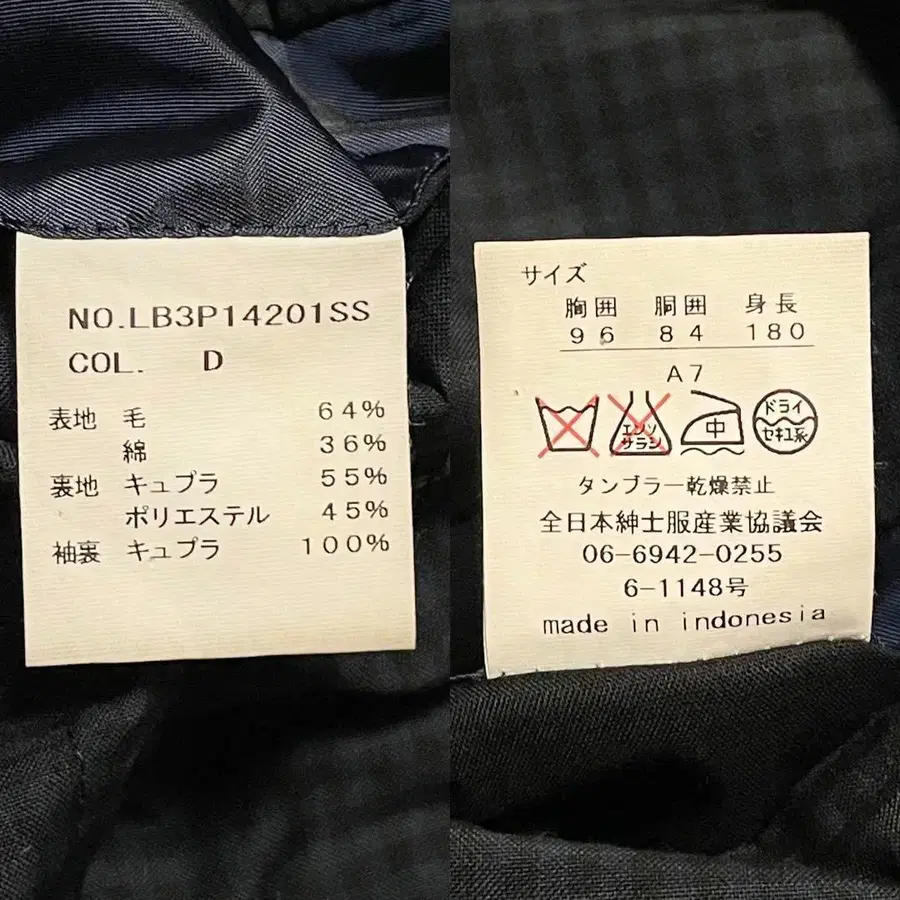 NO.LB3P14201SS
COL. D
表地 毛 64%
綿 36%
裏地 キュプラ 55%
ポリエステル 45%
袖裏 キュプラ 100%
サイズ
胸囲 胴囲 身長
96 84 180
A7
エンソサラシ 中 ドライ セキユ系
タンブラー乾燥禁止
全日本紳士服産業協議会
06-6942-0255
6-1148号
made in indonesia